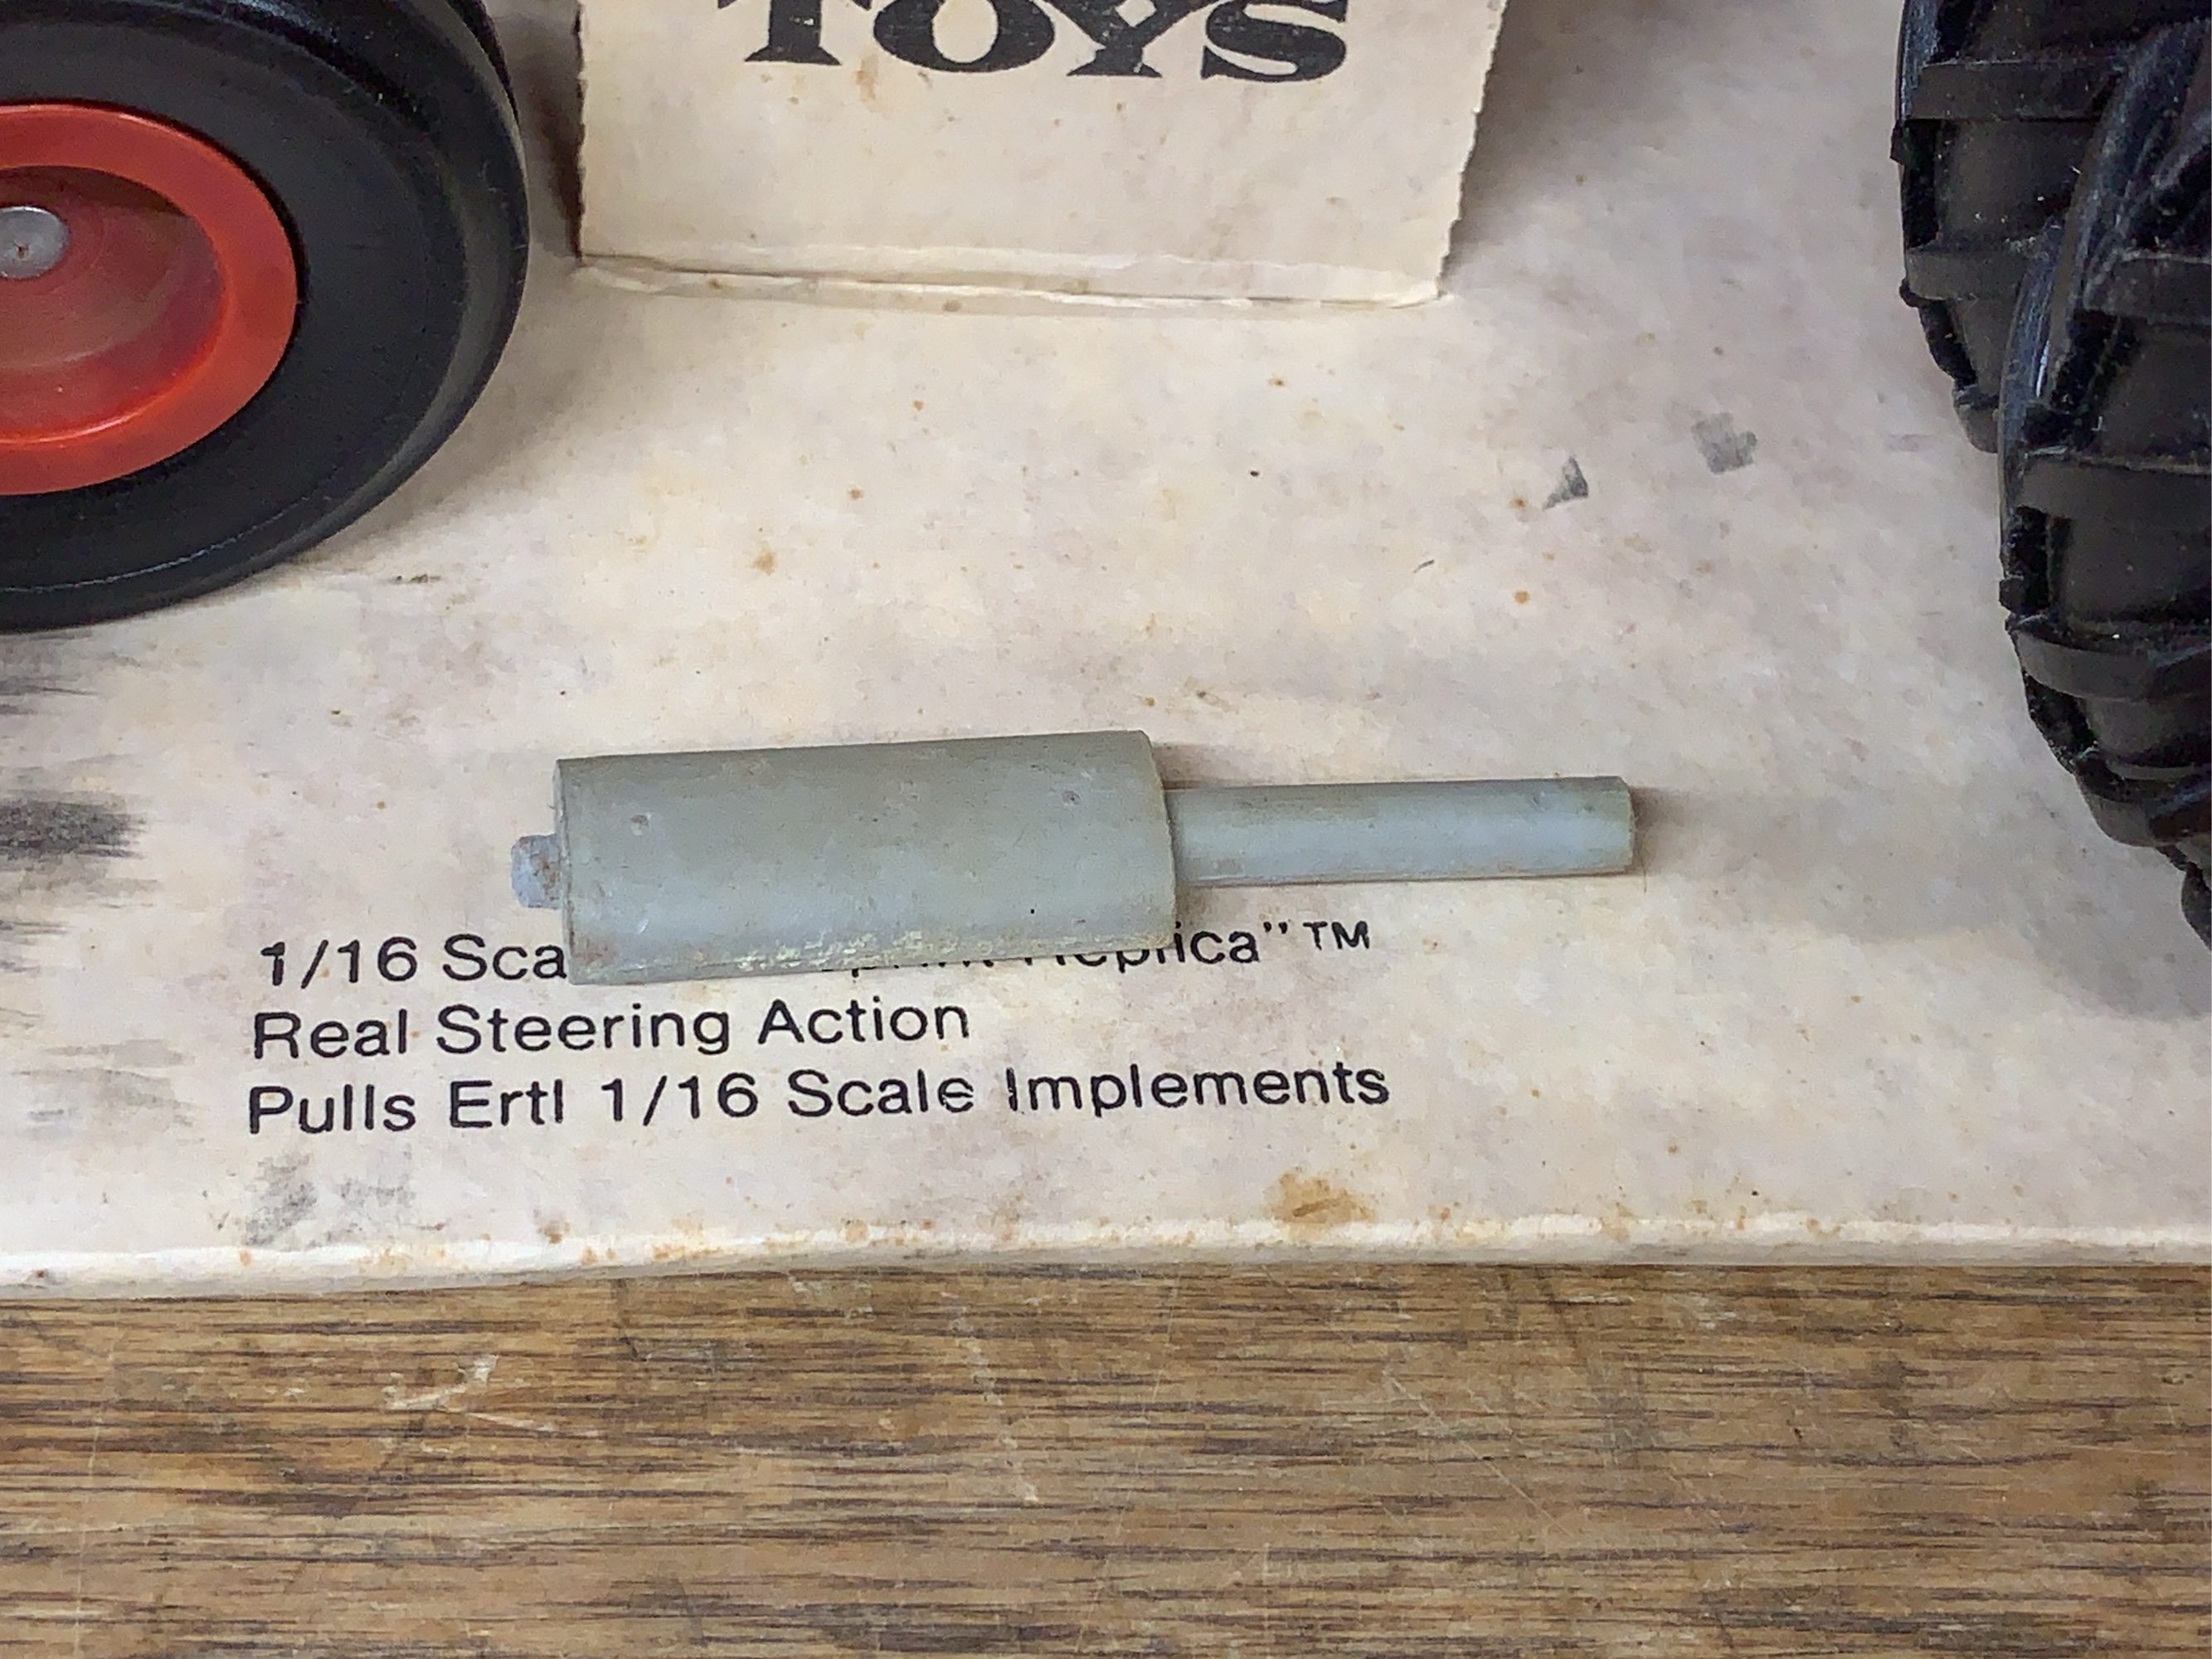 TOYS
1/16 Sca Replica"™
Real Steering Action
Pulls Ertl 1/16 Scale Implements